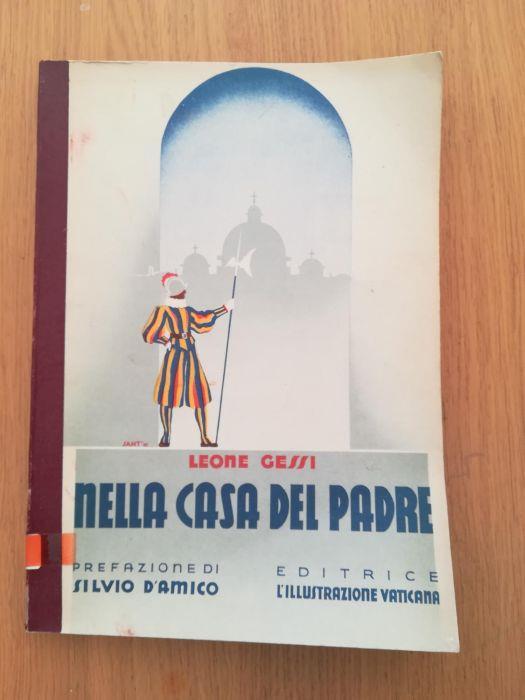 LEONE GESSI
NELLA CASA DEL PADRE
PREFAZIONE DI
SILVIO D'AMICO
EDITRICE
L'ILLUSTRAZIONE VATICANA